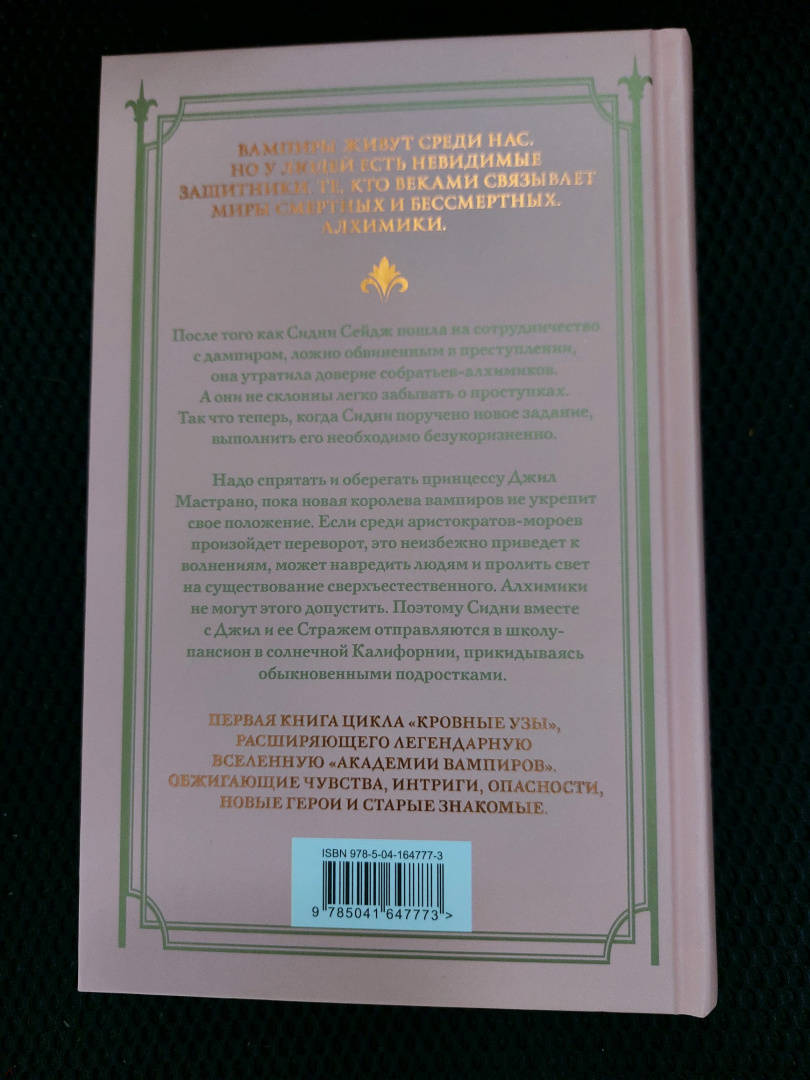 ВАМПИРЫ ЖИВУТ СРЕДИ НАС.
НО У ЛЮДЕЙ ЕСТЬ НЕВИДИМЫЕ
ЗАЩИТНИКИ. ТЕ, КТО ВЕКАМИ СВЯЗЫВАЕТ
МИРЫ СМЕРТНЫХ И БЕССМЕРТНЫХ.
АЛХИМИКИ.
После того как Сидни Сейдж пошла на сотрудничество
с дампиром, ложно обвиненным в преступлении,
она утратила доверие собратьев-алхимиков.
А они не склонны легко забывать о проступках.
Так что теперь, когда Сидни поручено новое задание,
выполнить его необходимо безукоризненно.
Надо спрятать и оберегать принцессу Джил
Мастрано, пока новая королева вампиров не укрепит
свое положение. Если среди аристократов-мороев
произойдет переворот, это неизбежно приведет к
волнениям, может навредить людям и пролить свет
на существование сверхъестественного. Алхимики
не могут этого допустить. Поэтому Сидни вместе
с Джил и ее Стражем отправляются в школу-
пансион в солнечной Калифорнии, прикидываясь
обыкновенными подростками.
ПЕРВАЯ КНИГА ЦИКЛА «КРОВНЫЕ УЗЫ»,
РАСШИРЯЮЩЕГО ЛЕГЕНДАРНУЮ
ВСЕЛЕННУЮ «АКАДЕМИИ ВАМПИРОВ».
ОБЖИГАЮЩИЕ ЧУВСТВА, ИНТРИГИ, ОПАСНОСТИ,
НОВЫЕ ГЕРОИ И СТАРЫЕ ЗНАКОМЫЕ.
ISBN 978-5-04-164777-3
9 785041 647773>